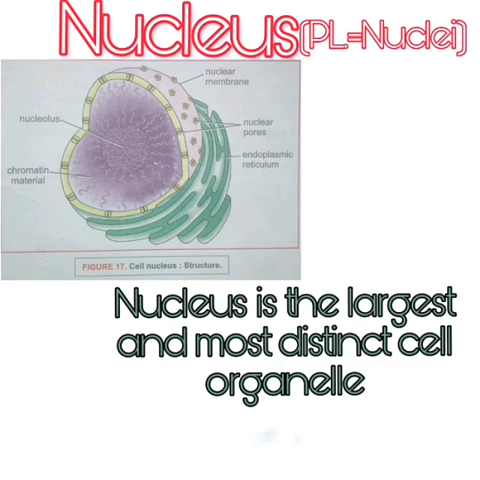 Nucleus(PL=Nuclei)
nuclear
membrane
nucleolus
nuclear
pores
endoplasmic
reticulum
chromatin
material
FIGURE 17. Cell nucleus : Structure.
Nucleus is the largest
and most distinct cell
organelle